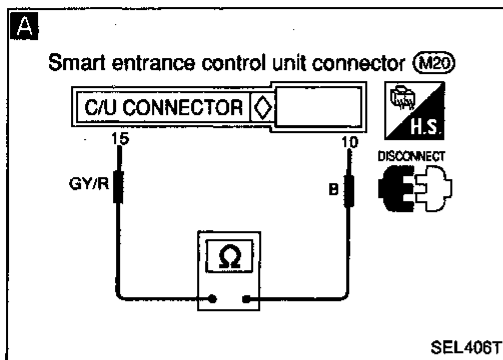 A
Smart entrance control unit connector (M20)
C/U CONNECTOR
H.S.
15
10
DISCONNECT
GY/R
B
Ω
SEL406T